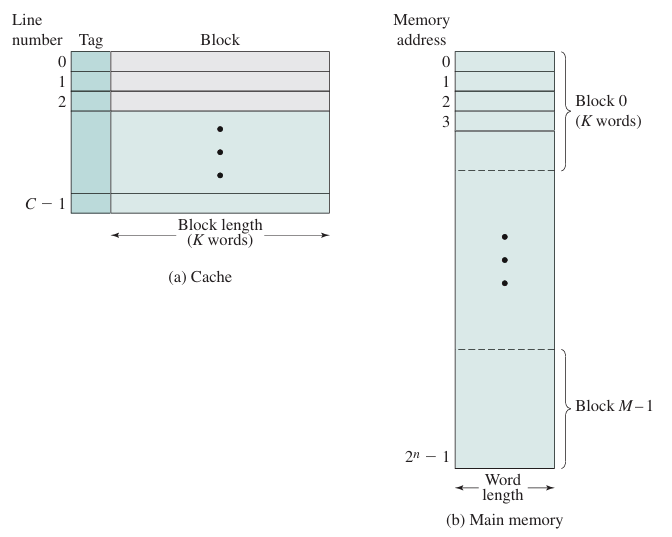 Line
number Tag Block
0
1
2
C − 1
Block length
(K words)
(a) Cache
Memory
address
0
1
2
3
Block 0
(K words)
Block M–1
2ⁿ − 1
Word
length
(b) Main memory